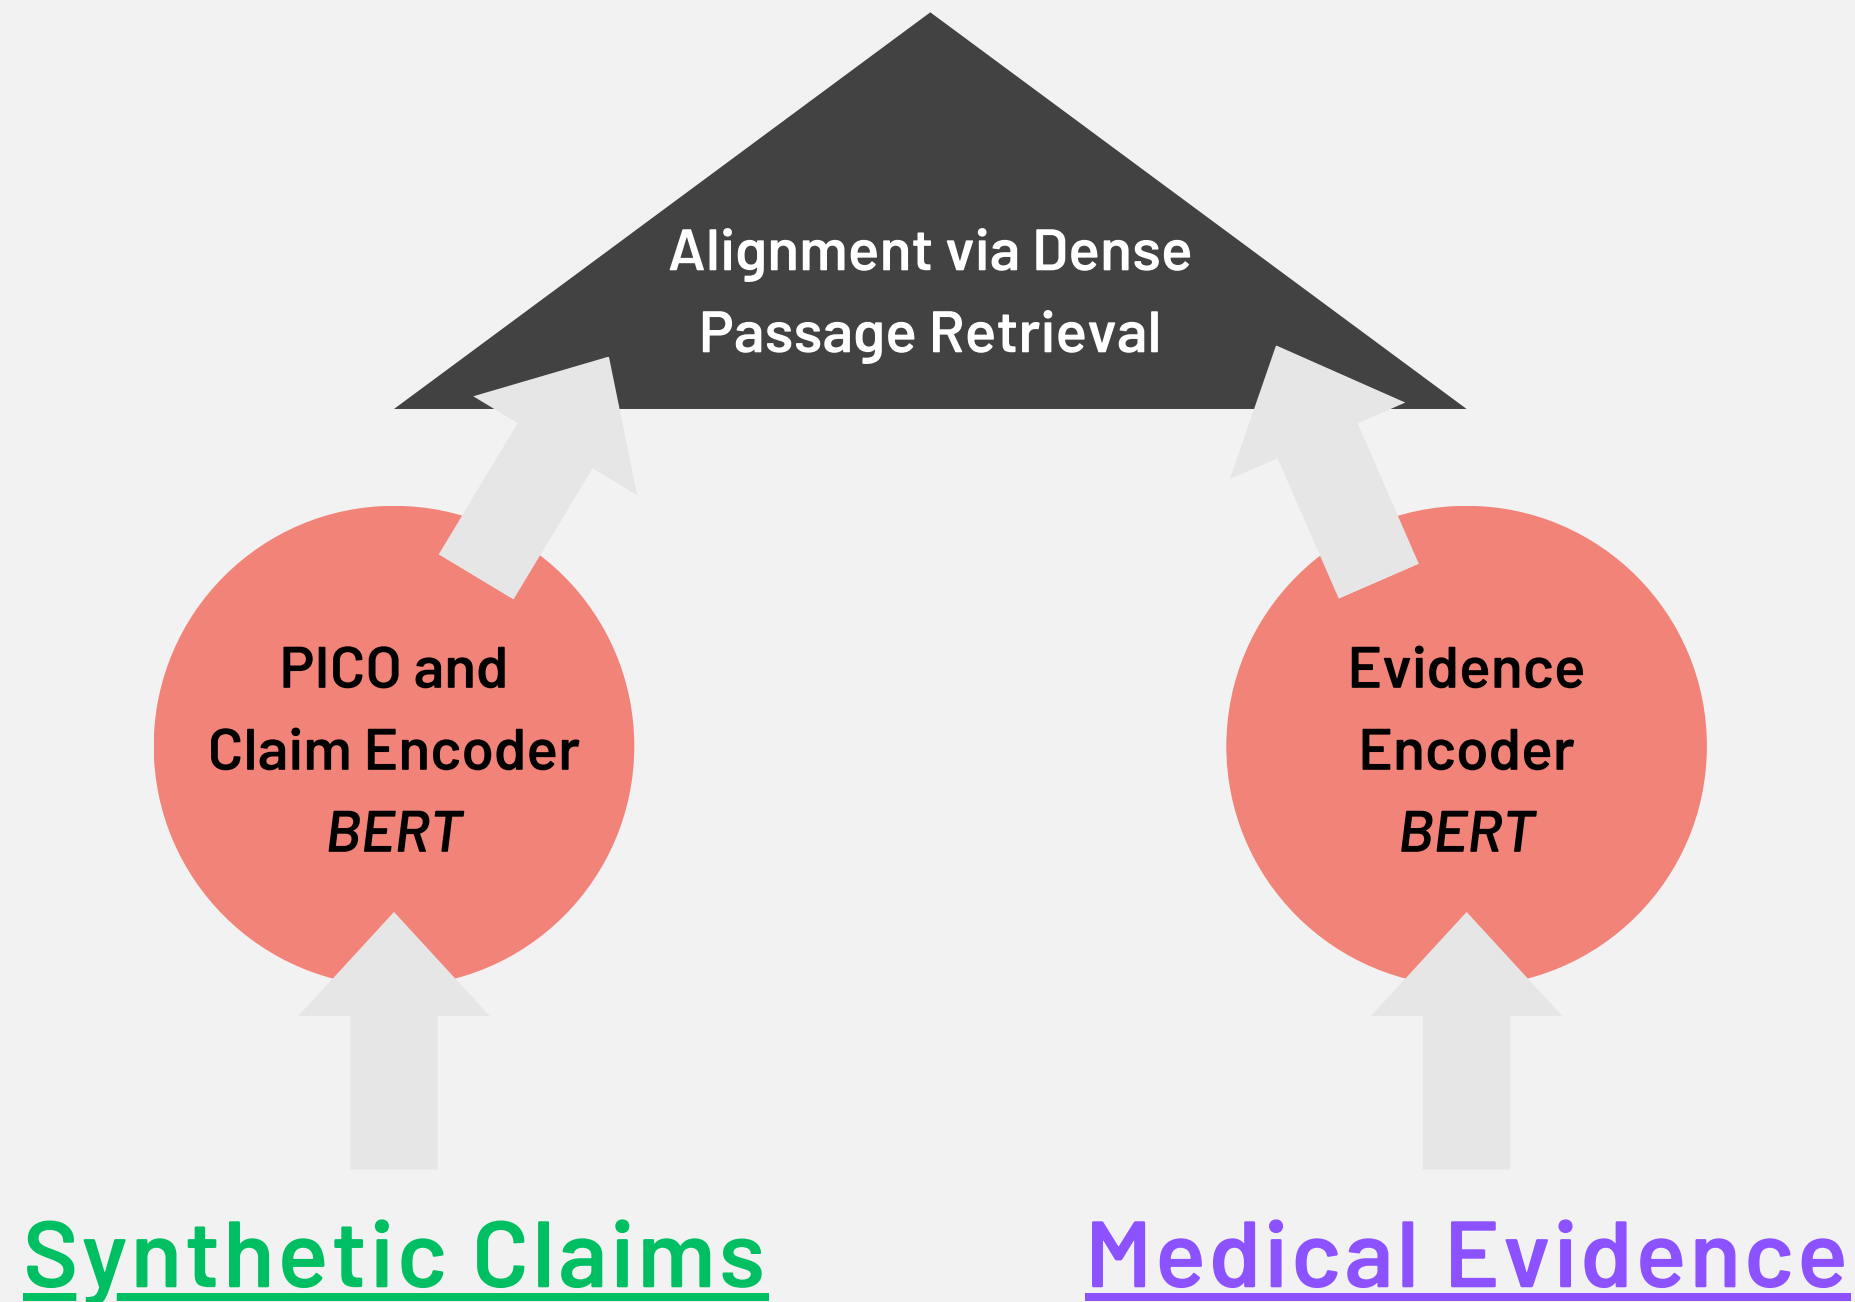 Alignment via Dense
Passage Retrieval
PICO and
Claim Encoder
BERT
Evidence
Encoder
BERT
Synthetic Claims
Medical Evidence